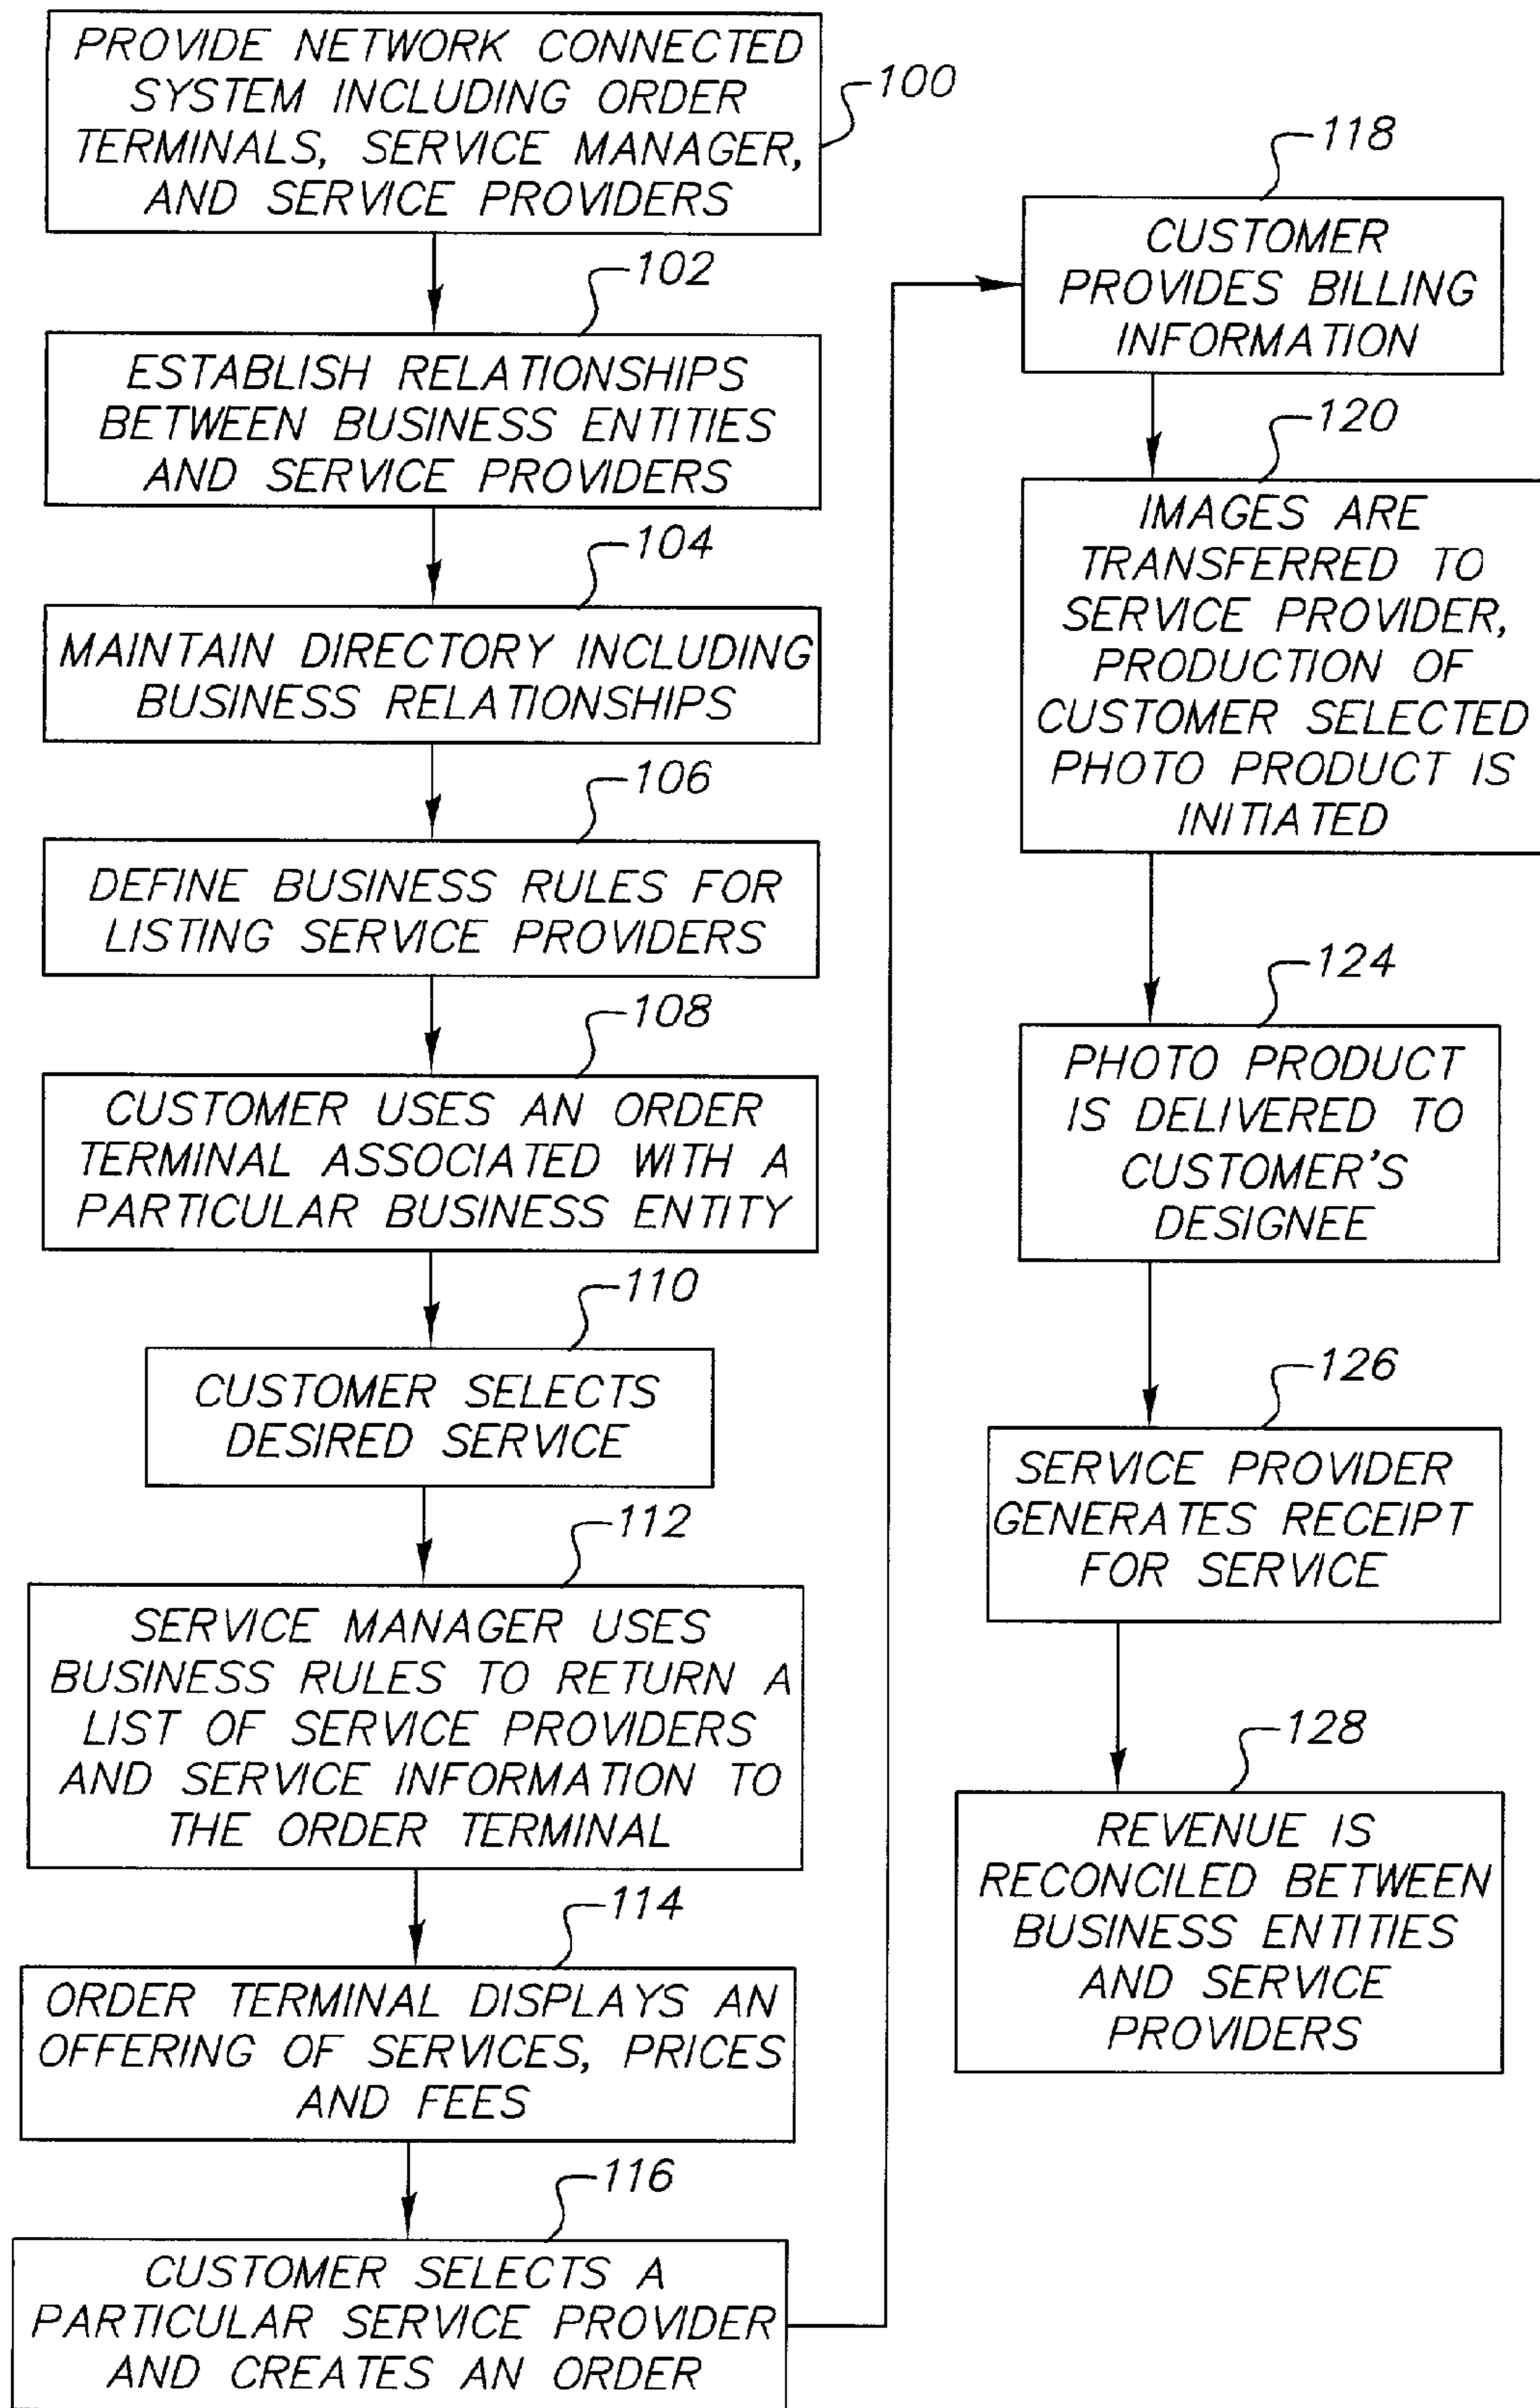 PROVIDE NETWORK CONNECTED
SYSTEM INCLUDING ORDER
TERMINALS, SERVICE MANAGER,
AND SERVICE PROVIDERS
100
102
ESTABLISH RELATIONSHIPS
BETWEEN BUSINESS ENTITIES
AND SERVICE PROVIDERS
104
MAINTAIN DIRECTORY INCLUDING
BUSINESS RELATIONSHIPS
106
DEFINE BUSINESS RULES FOR
LISTING SERVICE PROVIDERS
108
CUSTOMER USES AN ORDER
TERMINAL ASSOCIATED WITH A
PARTICULAR BUSINESS ENTITY
110
CUSTOMER SELECTS
DESIRED SERVICE
112
SERVICE MANAGER USES
BUSINESS RULES TO RETURN A
LIST OF SERVICE PROVIDERS
AND SERVICE INFORMATION TO
THE ORDER TERMINAL
114
ORDER TERMINAL DISPLAYS AN
OFFERING OF SERVICES, PRICES
AND FEES
116
CUSTOMER SELECTS A
PARTICULAR SERVICE PROVIDER
AND CREATES AN ORDER
118
CUSTOMER
PROVIDES BILLING
INFORMATION
120
IMAGES ARE
TRANSFERRED TO
SERVICE PROVIDER,
PRODUCTION OF
CUSTOMER SELECTED
PHOTO PRODUCT IS
INITIATED
124
PHOTO PRODUCT
IS DELIVERED TO
CUSTOMER'S
DESIGNEE
126
SERVICE PROVIDER
GENERATES RECEIPT
FOR SERVICE
128
REVENUE IS
RECONCILED BETWEEN
BUSINESS ENTITIES
AND SERVICE
PROVIDERS